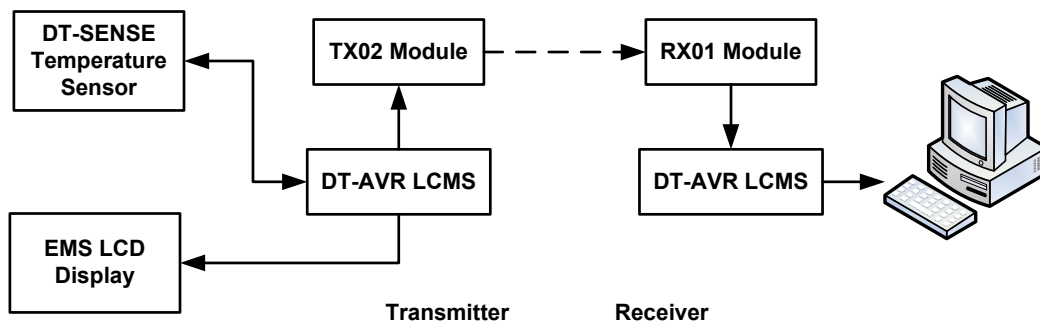 DT-SENSE
Temperature
Sensor
TX02 Module
RX01 Module
DT-AVR LCMS
DT-AVR LCMS
EMS LCD
Display
Transmitter
Receiver